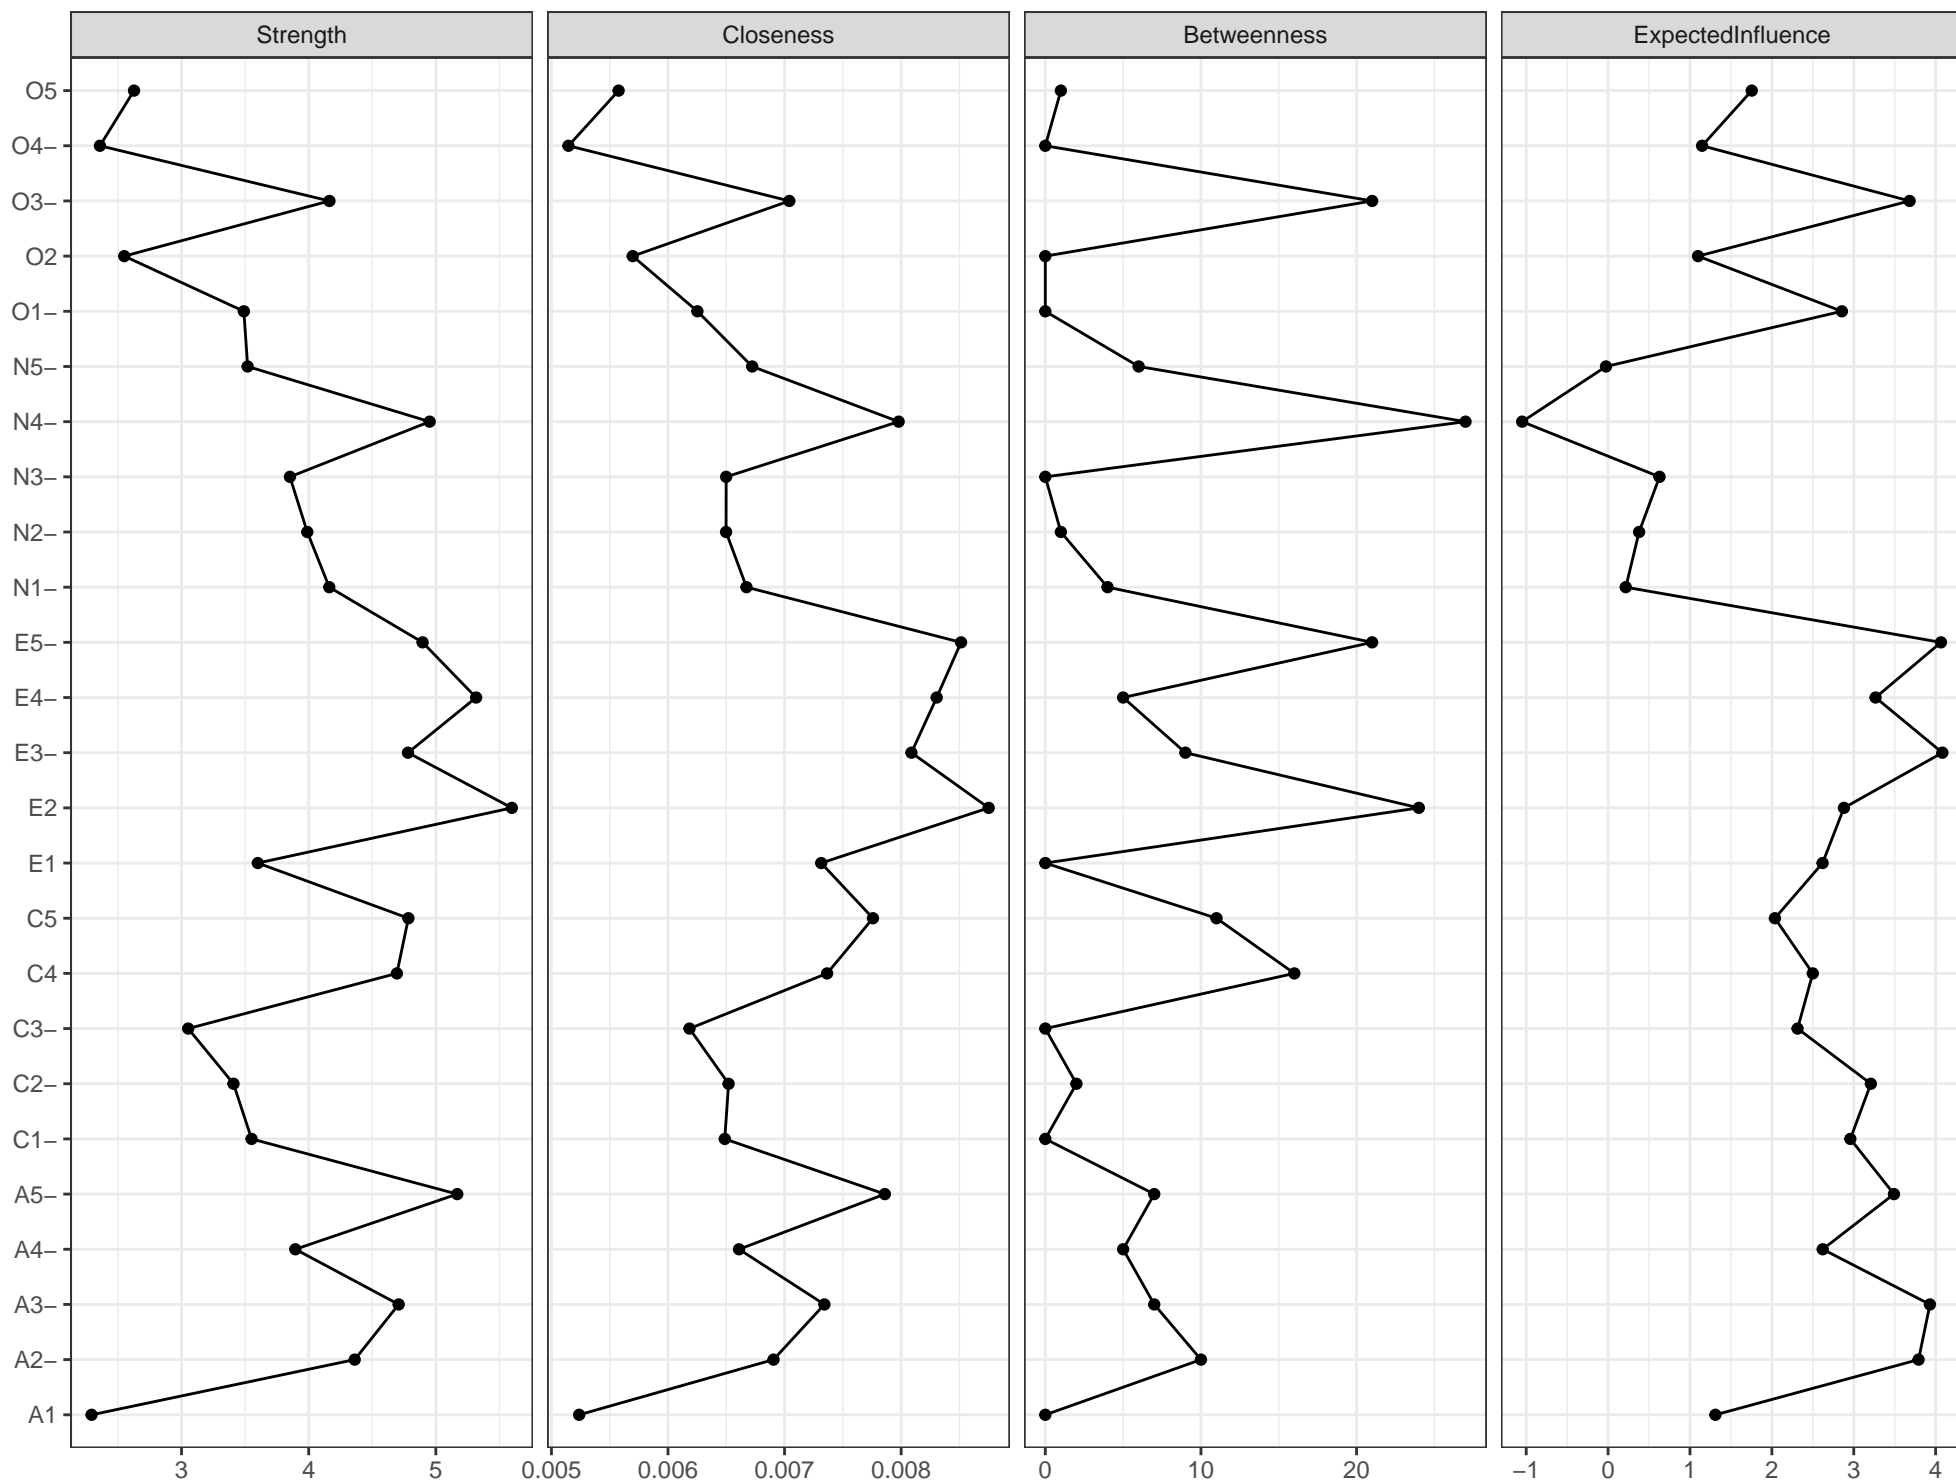 Strength Closeness Betweenness ExpectedInfluence
O5
O4–
O3–
O2
O1–
N5–
N4–
N3–
N2–
N1–
E5–
E4–
E3–
E2
E1
C5
C4
C3–
C2–
C1–
A5–
A4–
A3–
A2–
A1
3 4 5 0.005 0.006 0.007 0.008 0 10 20 −1 0 1 2 3 4